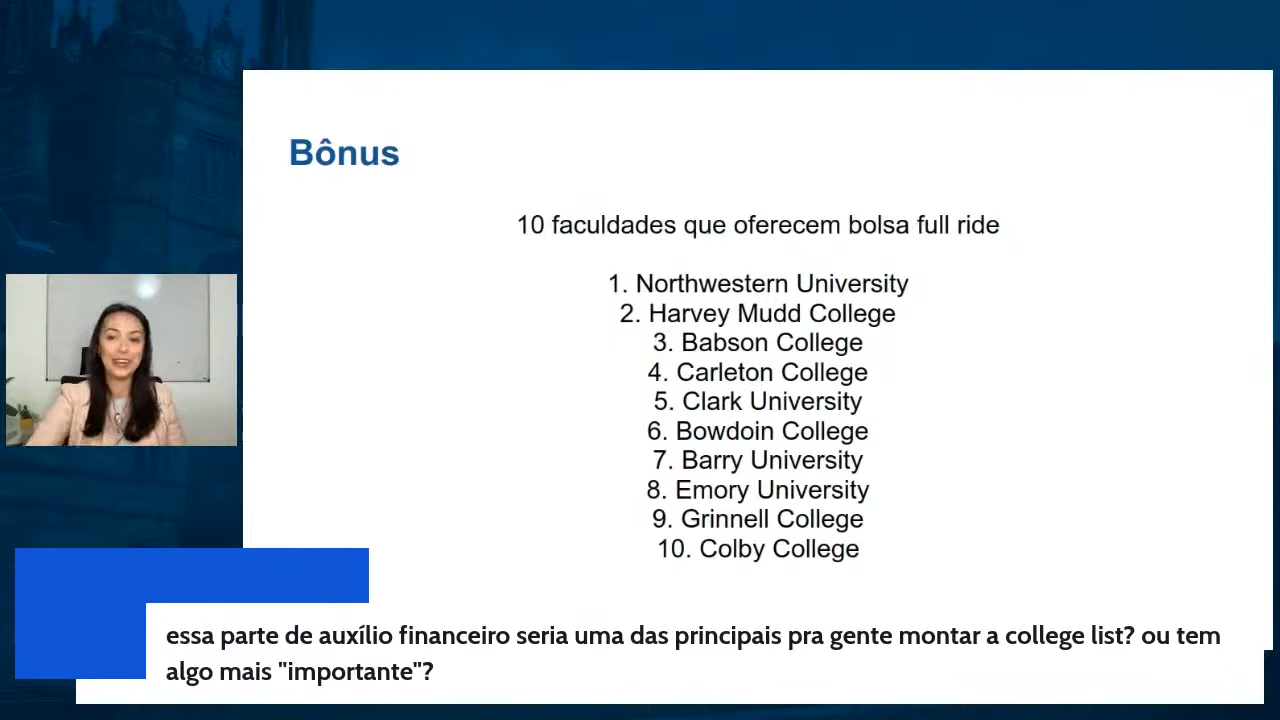 Bônus
10 faculdades que oferecem bolsa full ride
1. Northwestern University
2. Harvey Mudd College
3. Babson College
4. Carleton College
5. Clark University
6. Bowdoin College
7. Barry University
8. Emory University
9. Grinnell College
10. Colby College
essa parte de auxílio financeiro seria uma das principais pra gente montar a college list? ou tem
algo mais "importante"?